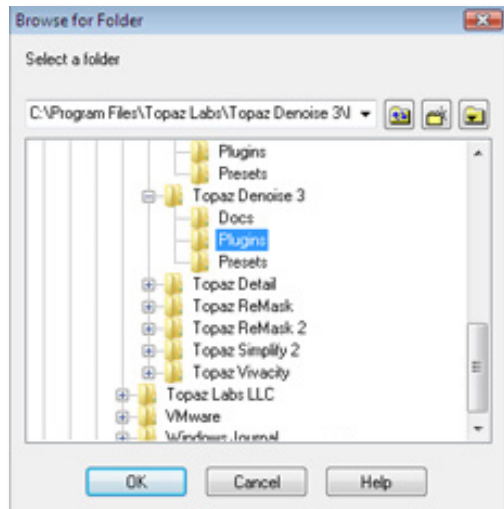 Browse for Folder
Select a folder
C:\Program Files\Topaz Labs\Topaz Denoise 3\I
Plugins
Presets
Topaz Denoise 3
Docs
Plugins
Presets
Topaz Detail
Topaz ReMask
Topaz ReMask 2
Topaz Simplify 2
Topaz Vivacity
Topaz Labs LLC
VMware
Windows Journal
OK
Cancel
Help